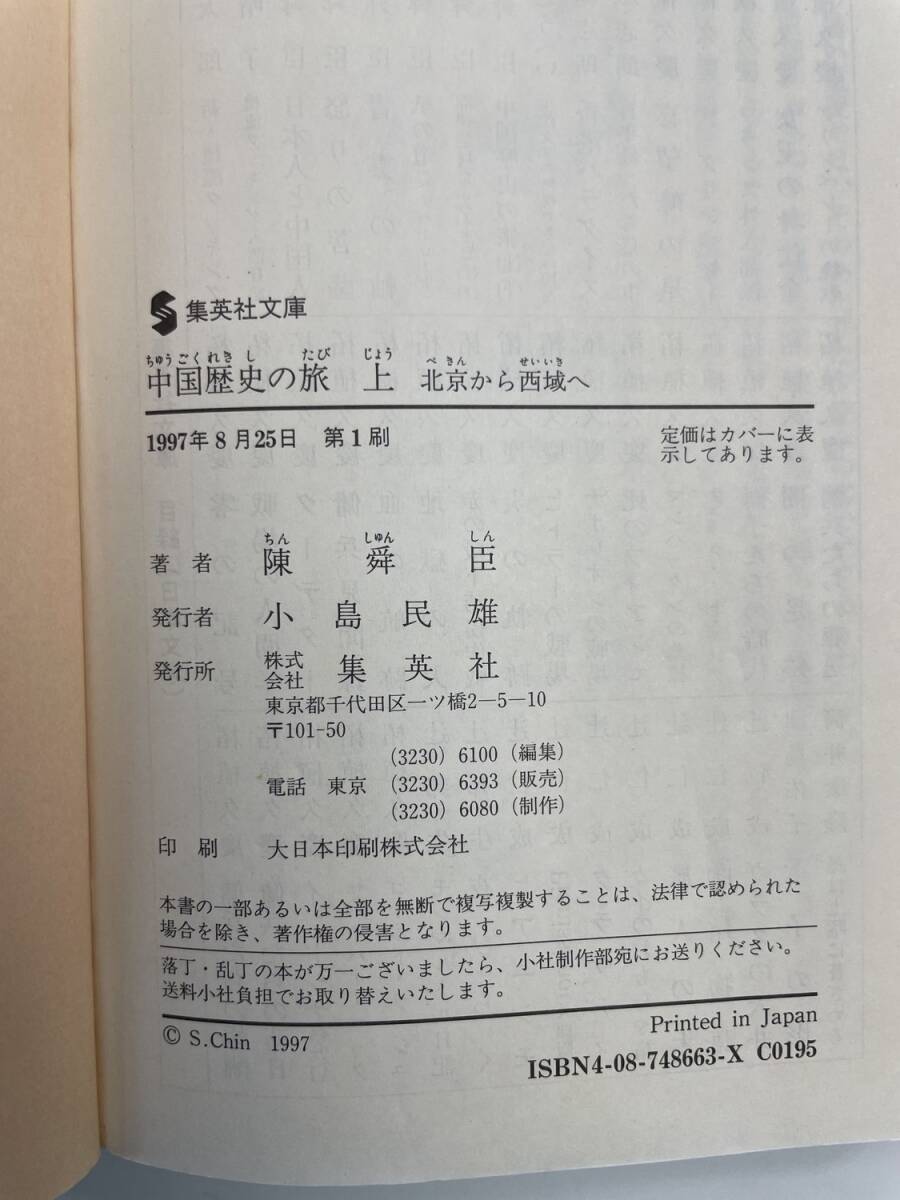 集英社文庫
ちゅうごくれきし たび じょう ぺきん せいいき
中国歴史の旅 上 北京から西域へ
1997年8月25日 第1刷
定価はカバーに表
示してあります。
ちん しゅん しん
著者 陳舜臣
発行者 小島民雄
発行所 株式会社 集英社
東京都千代田区一ツ橋2-5-10
〒101-50
(3230) 6100 (編集)
電話 東京 (3230) 6393 (販売)
(3230) 6080 (制作)
印刷 大日本印刷株式会社
本書の一部あるいは全部を無断で複写複製することは、法律で認められた
場合を除き、著作権の侵害となります。
落丁・乱丁の本が万一ございましたら、小社制作部宛にお送りください。
送料小社負担でお取り替えいたします。
© S.Chin 1997
Printed in Japan
ISBN4-08-748663-X C0195